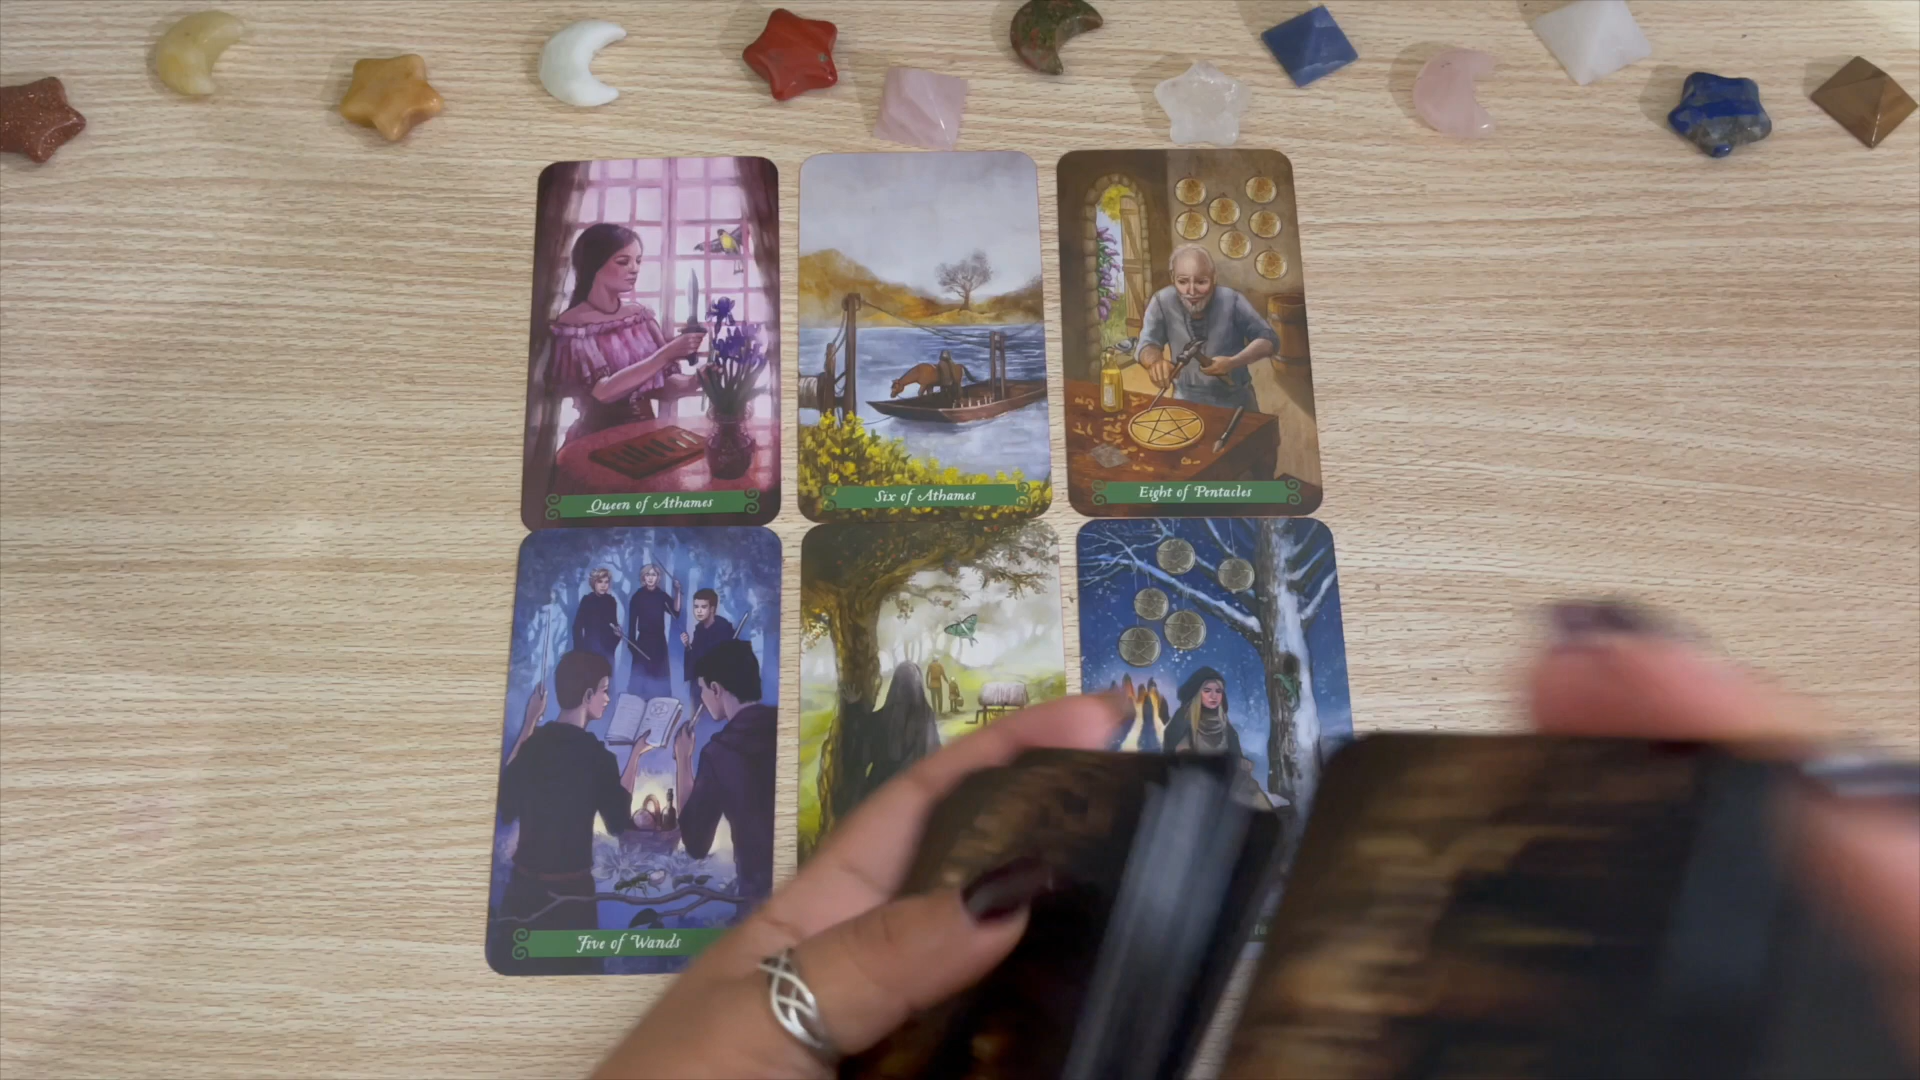 Queen of Athames
Six of Athames
Eight of Pentacles
Five of Wands